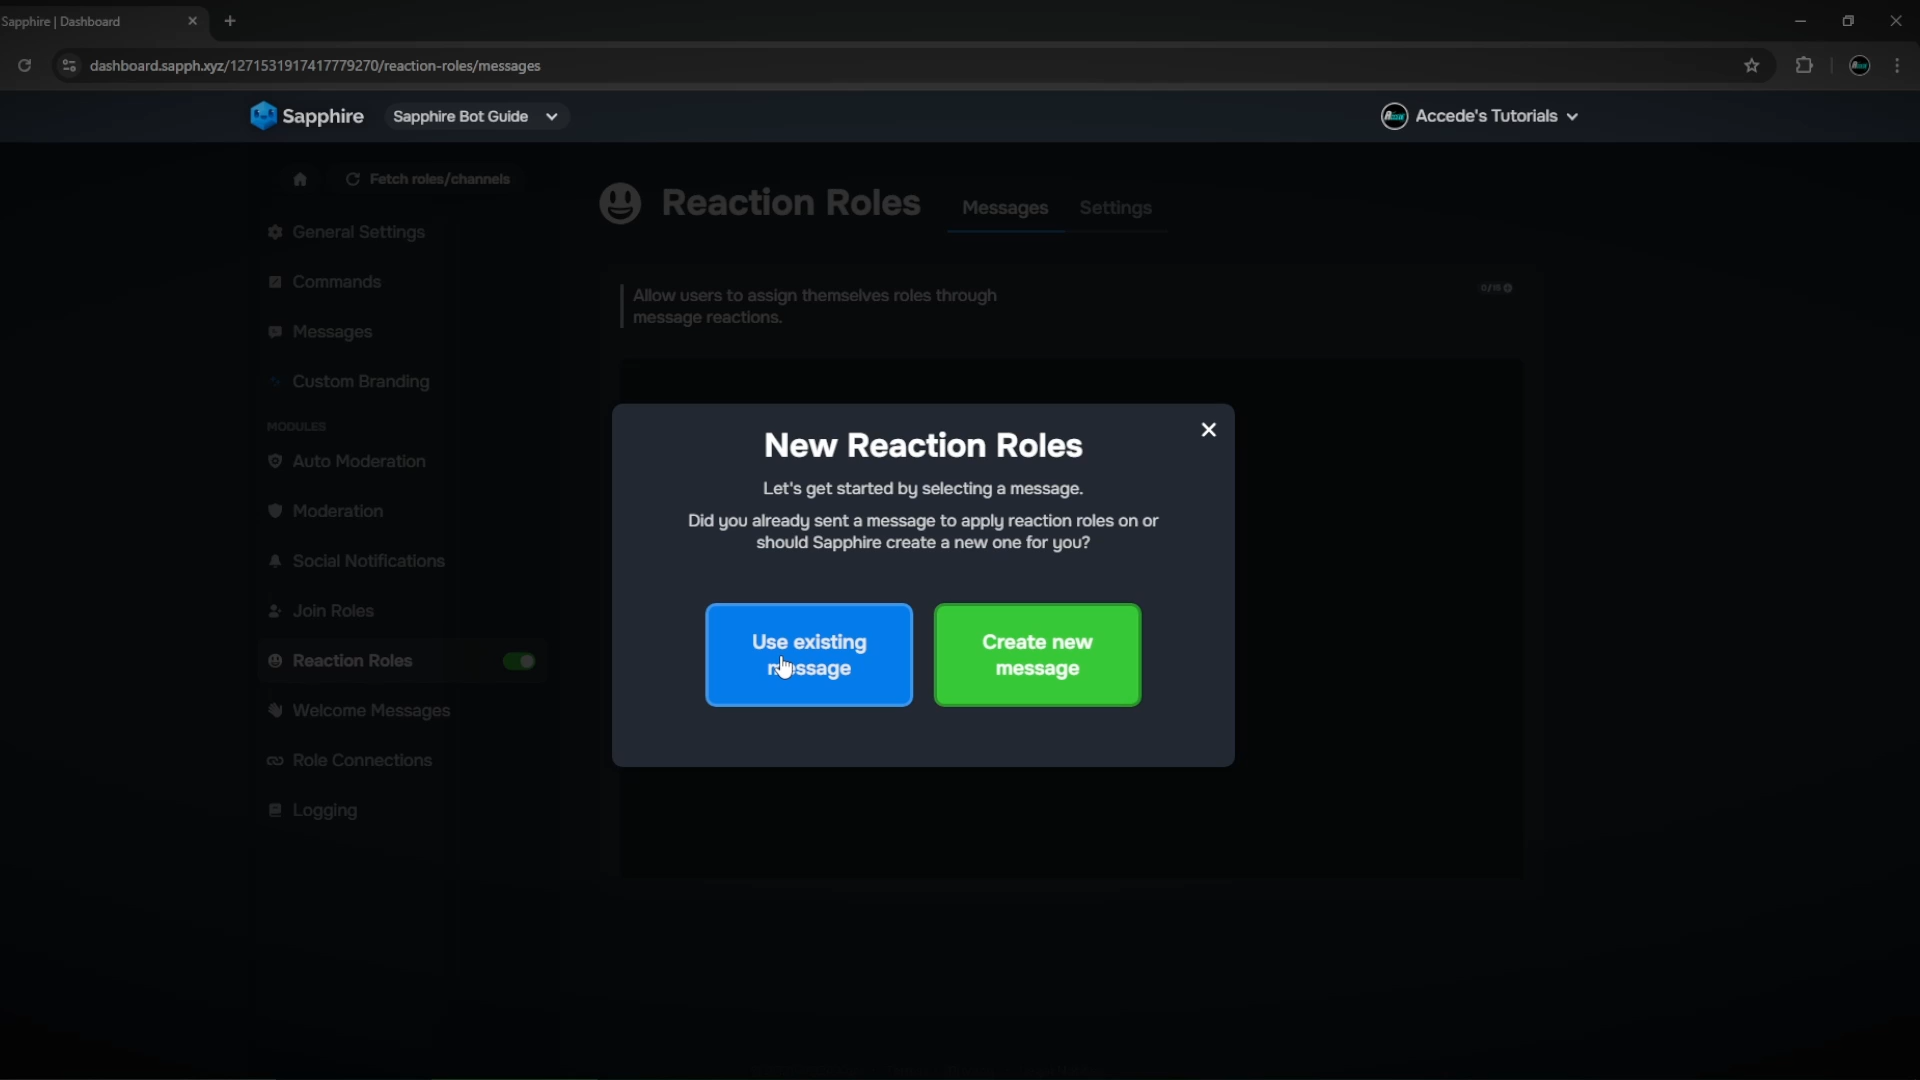 Sapphire | Dashboard
dashboard.sapph.xyz/1271531917417779270/reaction-roles/messages
Sapphire
Sapphire Bot Guide
Accede's Tutorials
Fetch roles/channels
General Settings
Commands
Messages
Custom Branding
MODULES
Auto Moderation
Moderation
Social Notifications
Join Roles
Reaction Roles
Welcome Messages
Role Connections
Logging
Reaction Roles
Messages
Settings
Allow users to assign themselves roles through
message reactions.
New Reaction Roles
Let's get started by selecting a message.
Did you already sent a message to apply reaction roles on or
should Sapphire create a new one for you?
Use existing
message
Create new
message